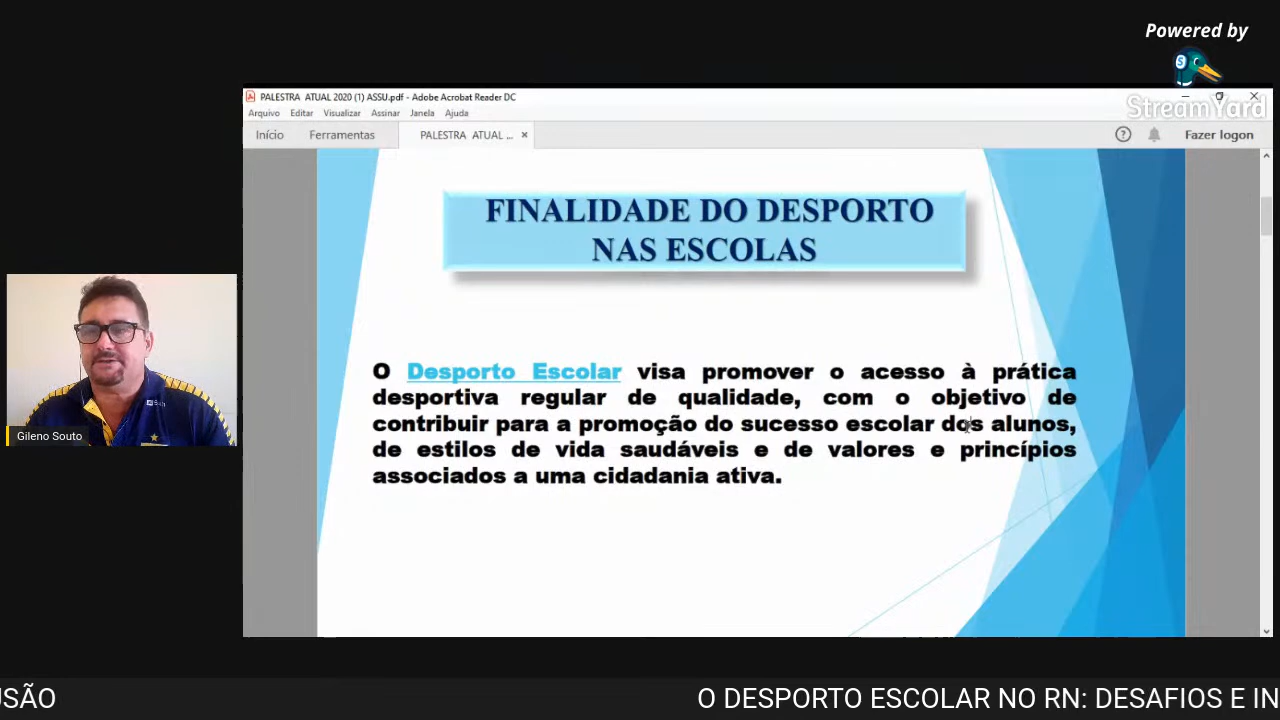 Powered by
StreamYard
PALESTRA ATUAL 2020 (1) ASSU.pdf - Adobe Acrobat Reader DC
Arquivo Editar Visualizar Assinar Janela Ajuda
Início Ferramentas PALESTRA ATUAL ... Fazer logon
FINALIDADE DO DESPORTO
NAS ESCOLAS
O Desporto Escolar visa promover o acesso à prática
desportiva regular de qualidade, com o objetivo de
contribuir para a promoção do sucesso escolar dos alunos,
de estilos de vida saudáveis e de valores e princípios
associados a uma cidadania ativa.
Gileno Souto
USÃO O DESPORTO ESCOLAR NO RN: DESAFIOS E IN